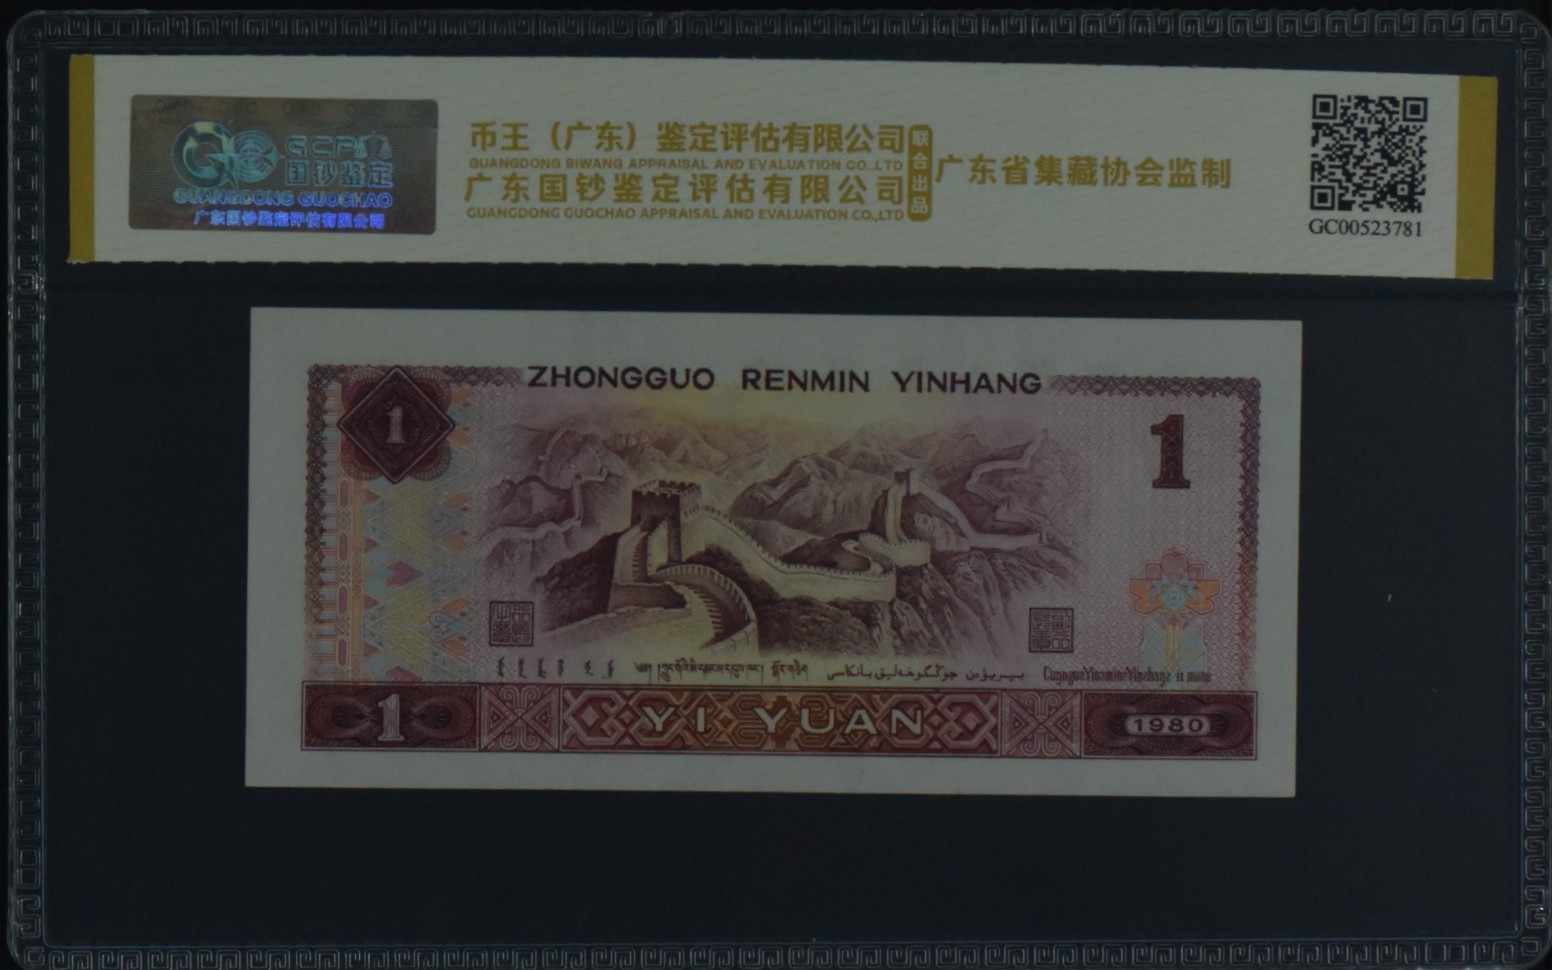 GCPJA
国钞鉴定
GUANGDONG GUOCHAO
广东国钞鉴定评估有限公司
币王（广东）鉴定评估有限公司
GUANGDONG BIWANG APPRAISAL AND EVALUATION CO.,LTD
广东国钞鉴定评估有限公司
GUANGDONG GUOCHAO APPRAISAL AND EVALUATION CO.,LTD
联合出品
广东省集藏协会监制
GC00523781
ZHONGGUO RENMIN YINHANG
1
1
1
YI YUAN
1980